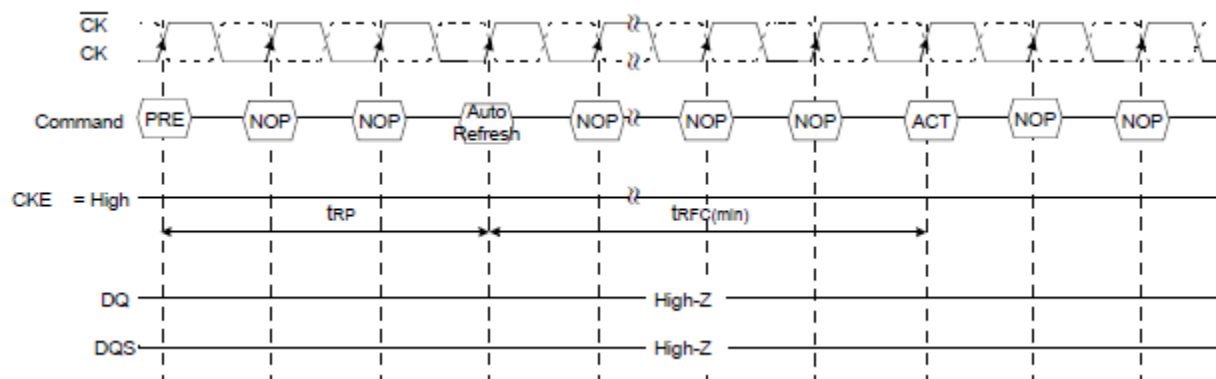 CK
CK
Command PRE NOP NOP Auto Refresh NOP NOP NOP ACT NOP NOP
CKE = High
tRP tRFC(min)
DQ High-Z
DQS High-Z